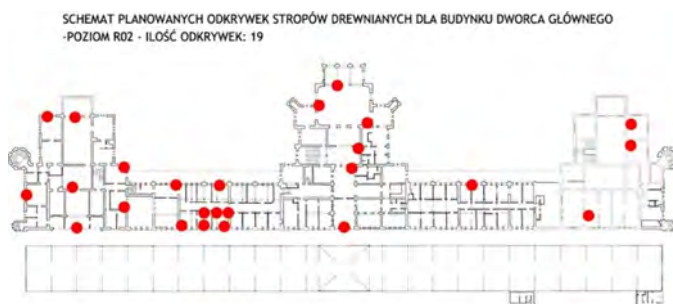 SCHEMAT PLANOWANYCH ODKRYWEK STROPÓW DREWNIANYCH DLA BUDYNKU DWORCA GŁÓWNEGO
-POZIOM R02 - ILOŚĆ ODKRYWEK: 19